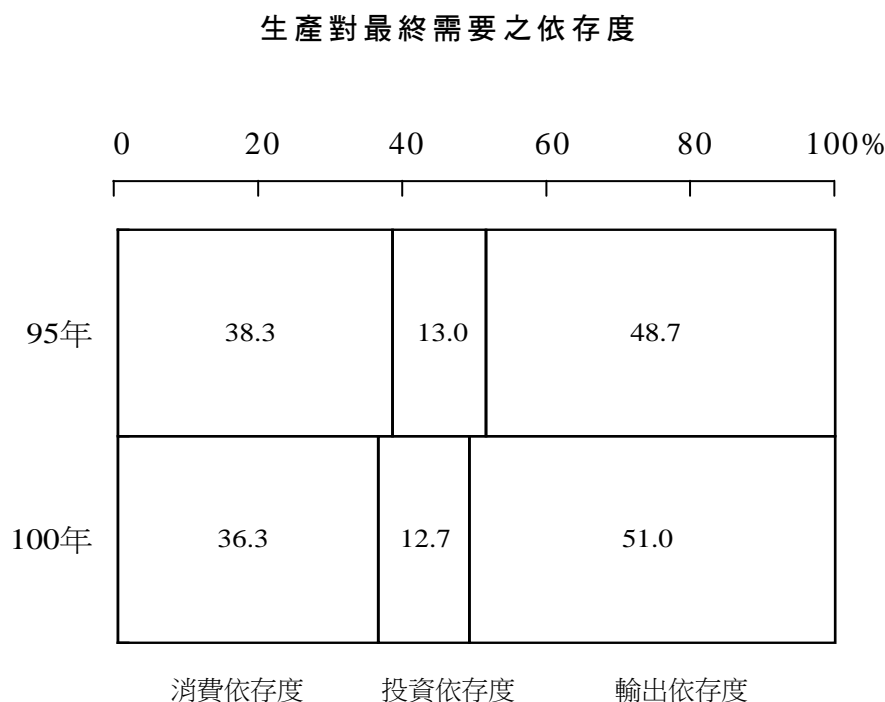 生產對最終需要之依存度
0 20 40 60 80 100%
95年 38.3 13.0 48.7
100年 36.3 12.7 51.0
消費依存度 投資依存度 輸出依存度